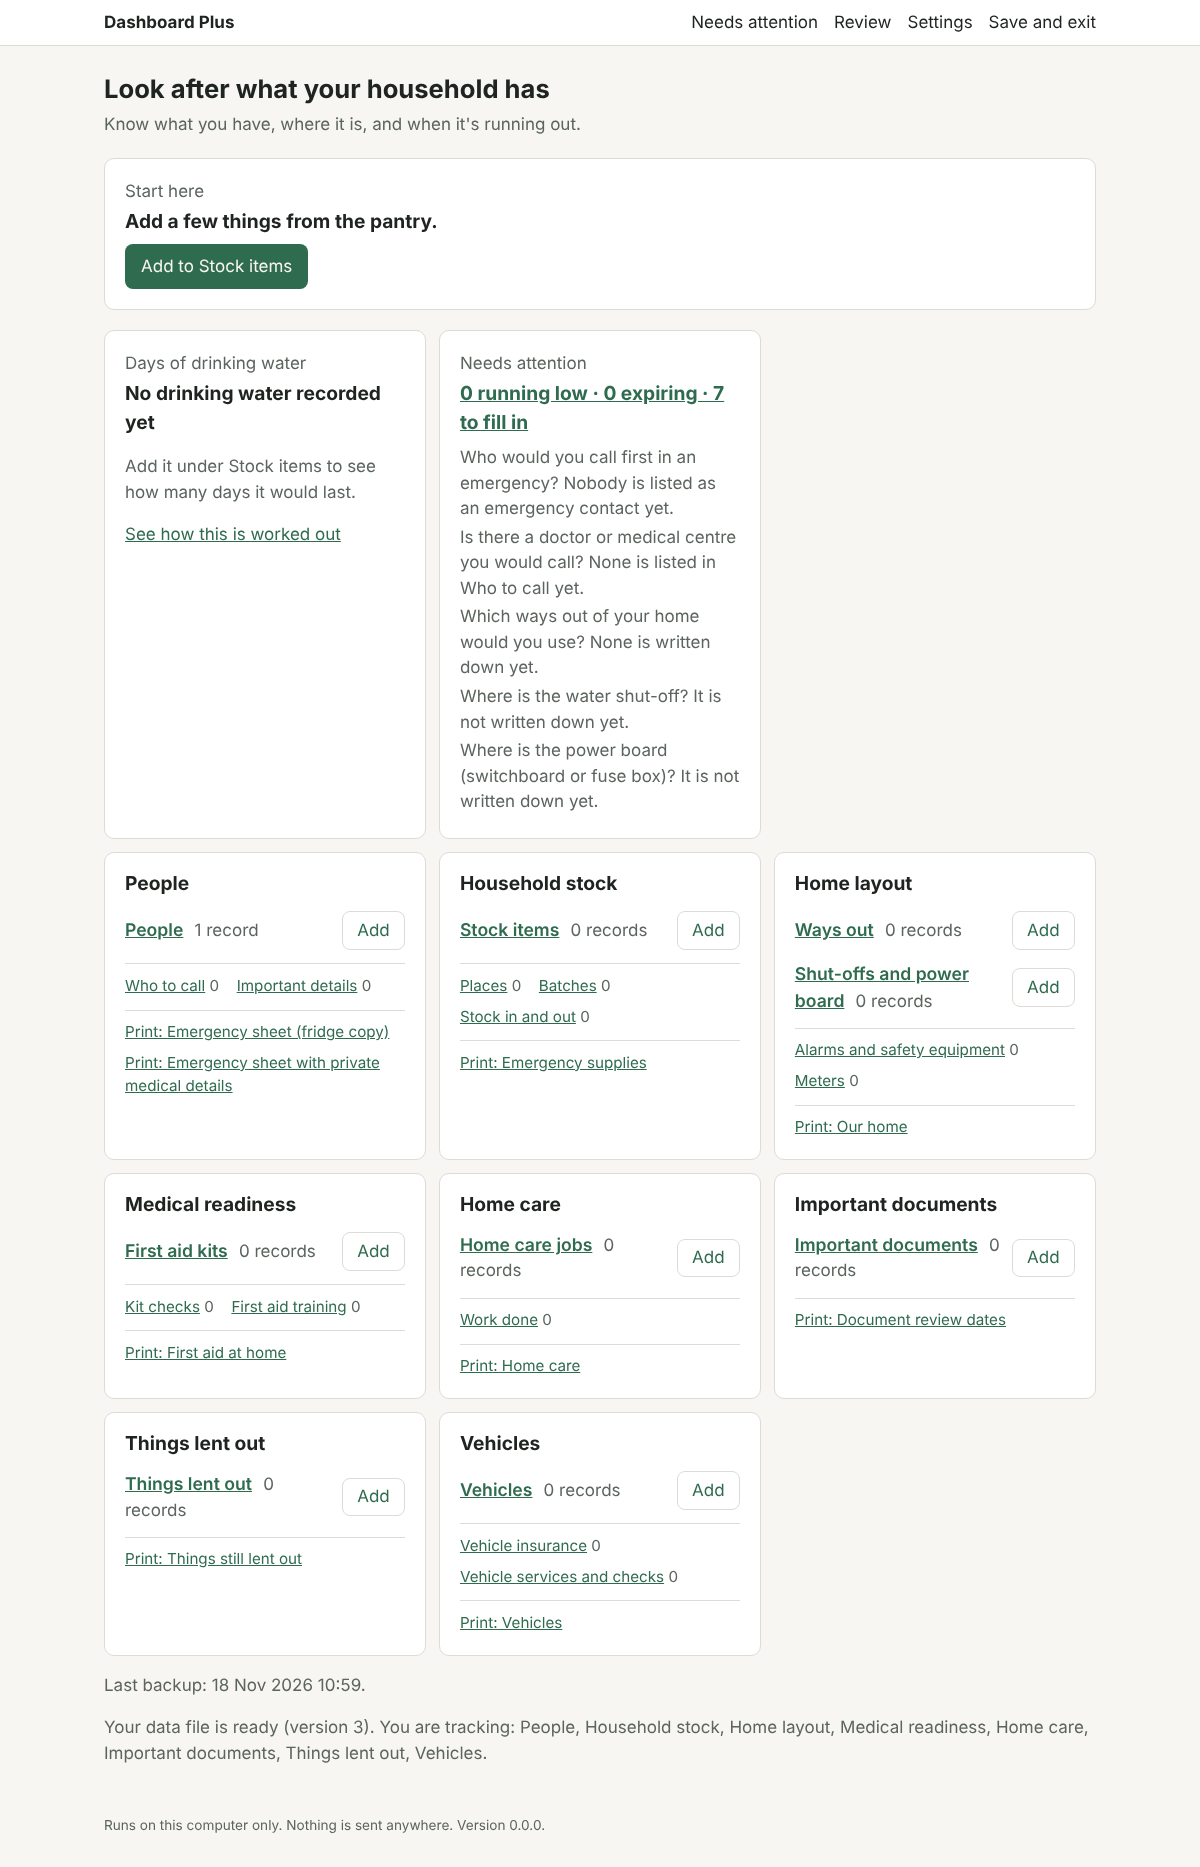 Dashboard Plus
Needs attention Review Settings Save and exit
Look after what your household has
Know what you have, where it is, and when it's running out.
Start here
Add a few things from the pantry.
Add to Stock items
Days of drinking water
No drinking water recorded
yet
Add it under Stock items to see
how many days it would last.
See how this is worked out
Needs attention
0 running low · 0 expiring · 7
to fill in
Who would you call first in an
emergency? Nobody is listed as
an emergency contact yet.
Is there a doctor or medical centre
you would call? None is listed in
Who to call yet.
Which ways out of your home
would you use? None is written
down yet.
Where is the water shut-off? It is
not written down yet.
Where is the power board
(switchboard or fuse box)? It is not
written down yet.
People
People 1 record Add
Who to call 0 Important details 0
Print: Emergency sheet (fridge copy)
Print: Emergency sheet with private
medical details
Household stock
Stock items 0 records Add
Places 0 Batches 0
Stock in and out 0
Print: Emergency supplies
Home layout
Ways out 0 records Add
Shut-offs and power
board 0 records Add
Alarms and safety equipment 0
Meters 0
Print: Our home
Medical readiness
First aid kits 0 records Add
Kit checks 0 First aid training 0
Print: First aid at home
Home care
Home care jobs 0
records Add
Work done 0
Print: Home care
Important documents
Important documents 0
records Add
Print: Document review dates
Things lent out
Things lent out 0
records Add
Print: Things still lent out
Vehicles
Vehicles 0 records Add
Vehicle insurance 0
Vehicle services and checks 0
Print: Vehicles
Last backup: 18 Nov 2026 10:59.
Your data file is ready (version 3). You are tracking: People, Household stock, Home layout, Medical readiness, Home care,
Important documents, Things lent out, Vehicles.
Runs on this computer only. Nothing is sent anywhere. Version 0.0.0.